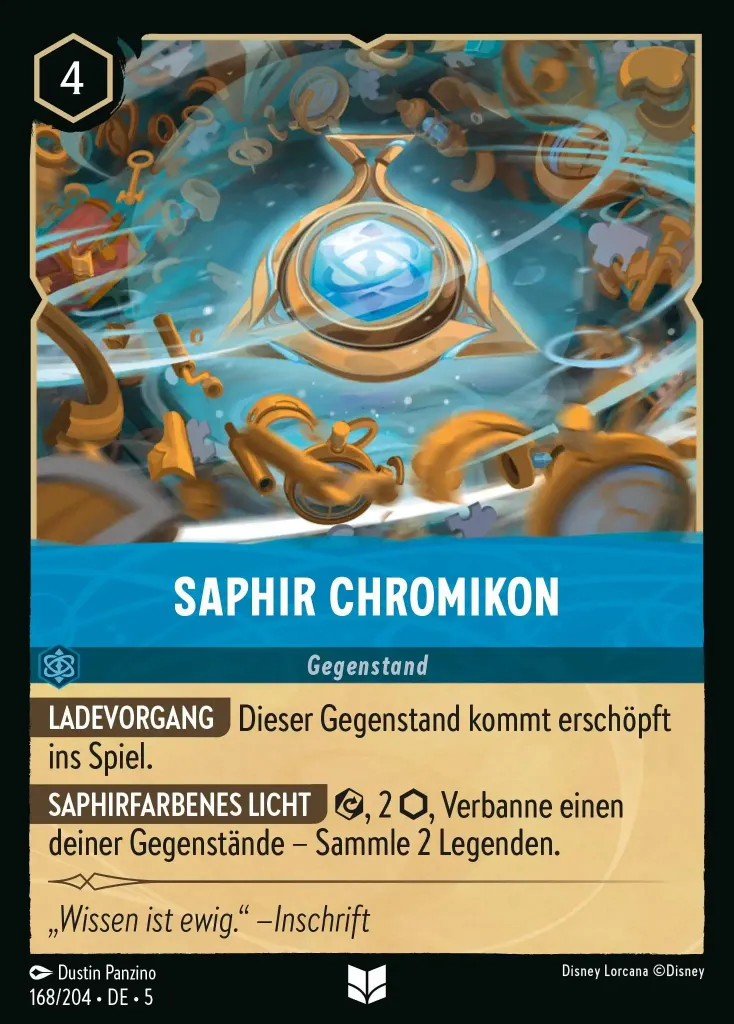 4
SAPHIR CHROMIKON
Gegenstand
LADEVORGANG Dieser Gegenstand kommt erschöpft
ins Spiel.
SAPHIRFARBENES LICHT , 2 , Verbanne einen
deiner Gegenstände – Sammle 2 Legenden.
„Wissen ist ewig.“ –Inschrift
Dustin Panzino
Disney Lorcana ©Disney
168/204 • DE • 5